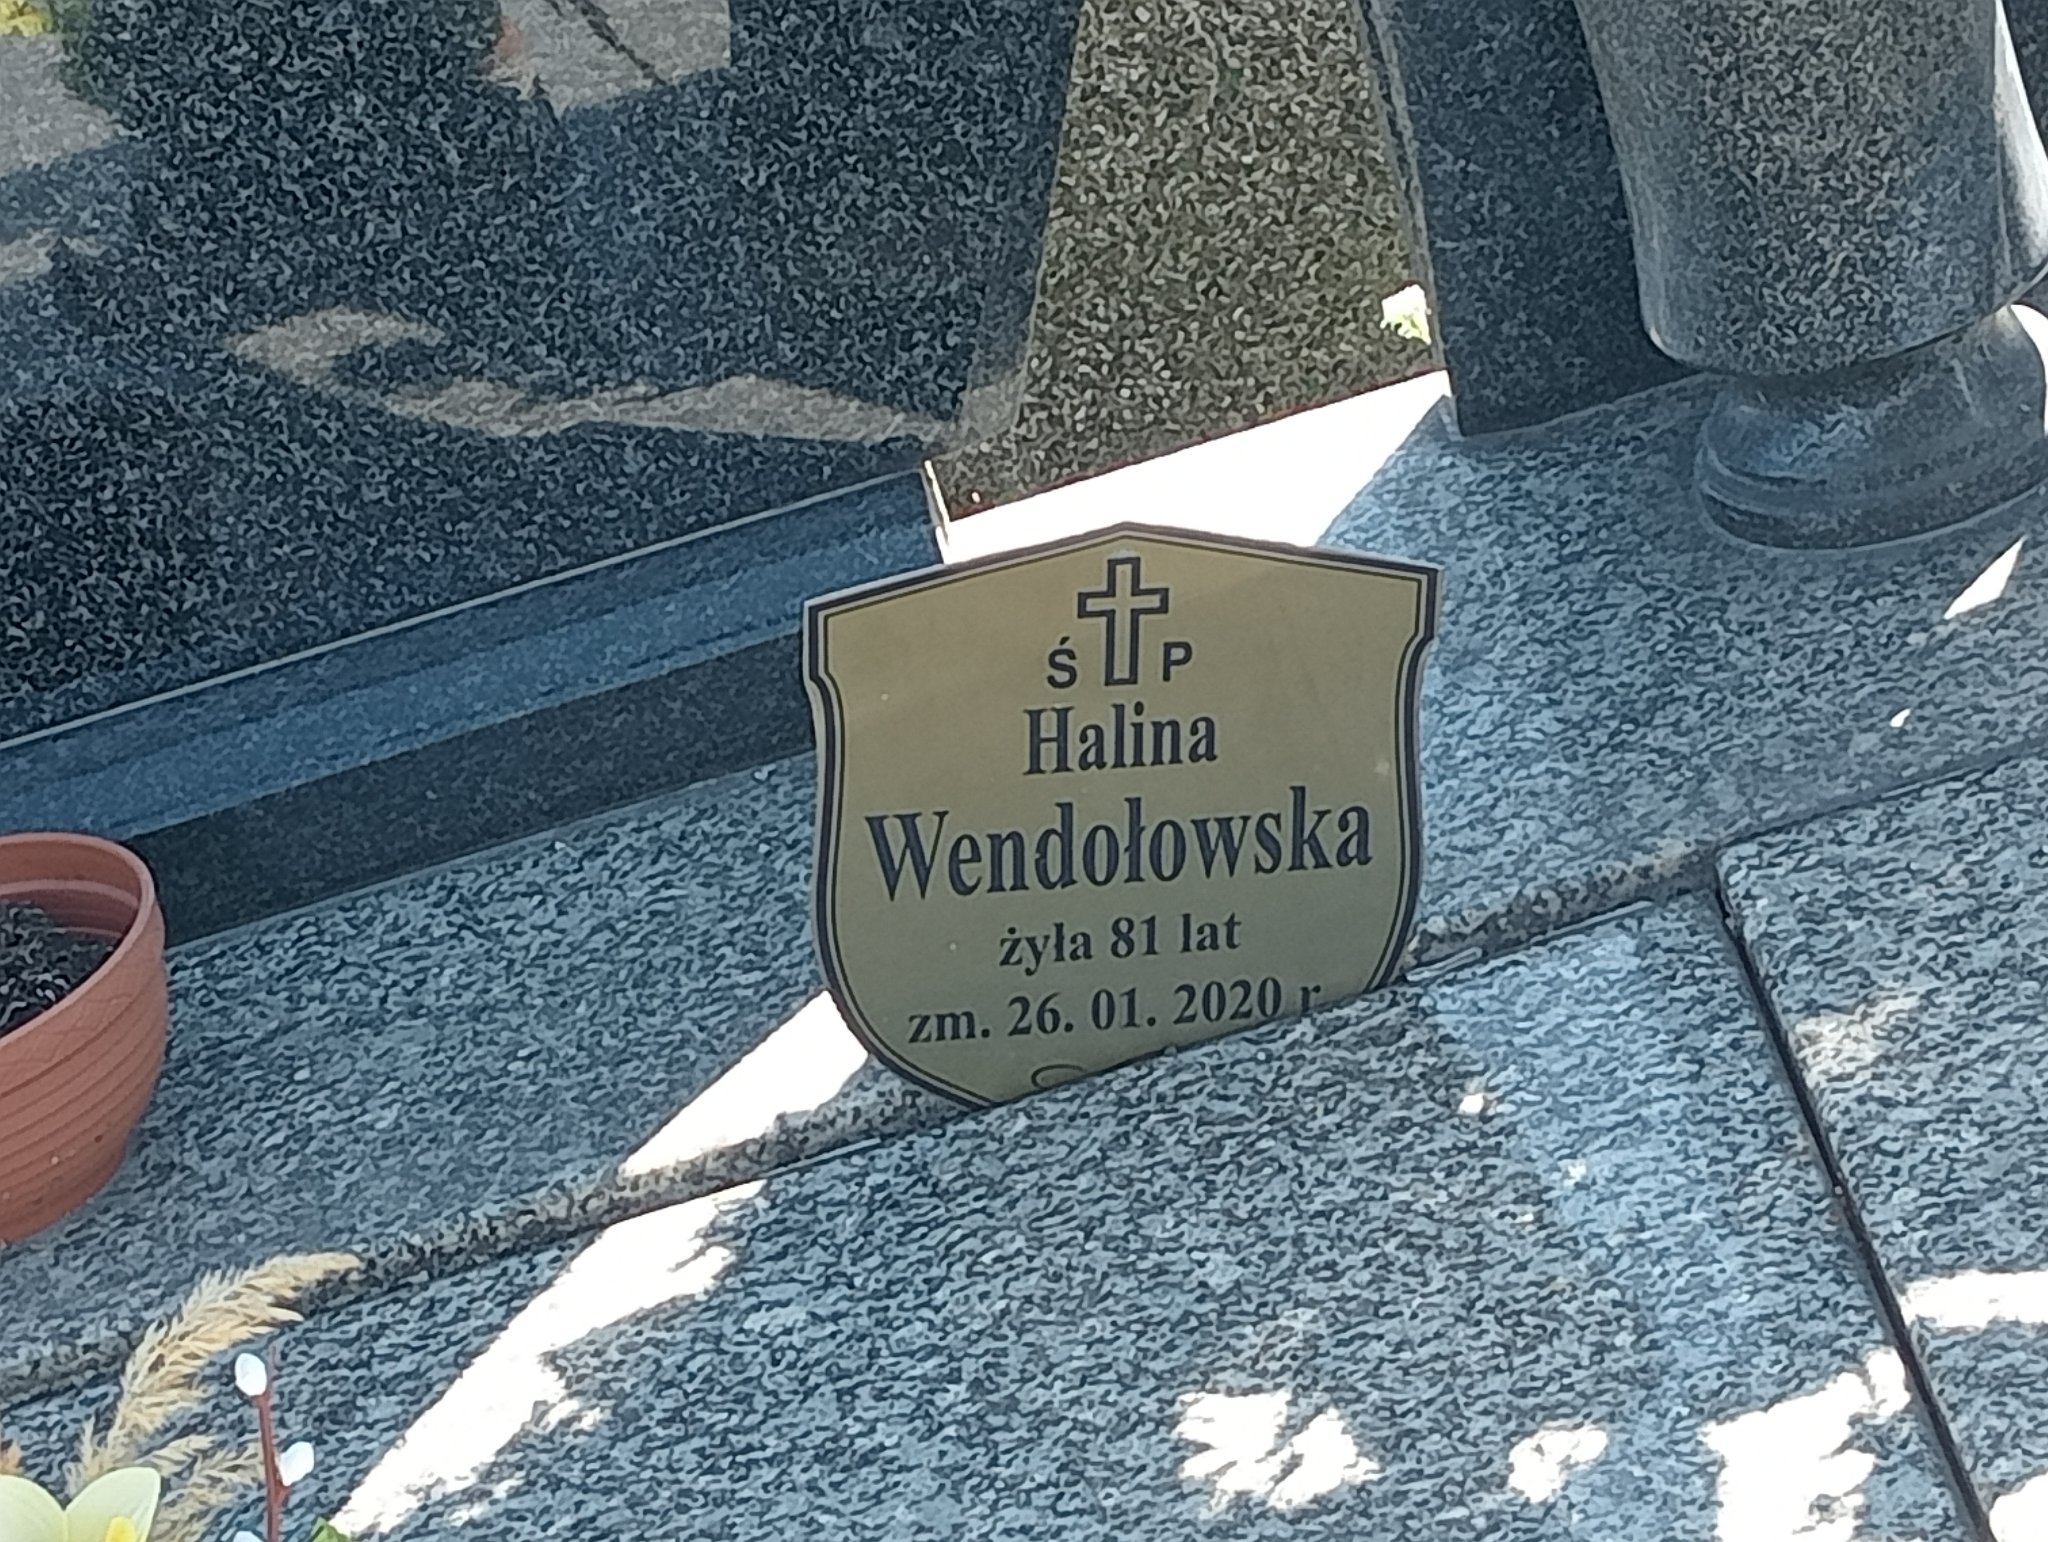 Ś P
Halina
Wendołowska
żyła 81 lat
zm. 26. 01. 2020 r